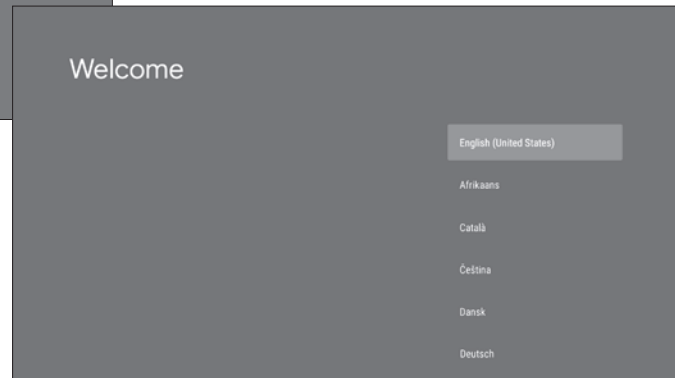 Welcome
English (United States)
Afrikaans
Català
Čeština
Dansk
Deutsch